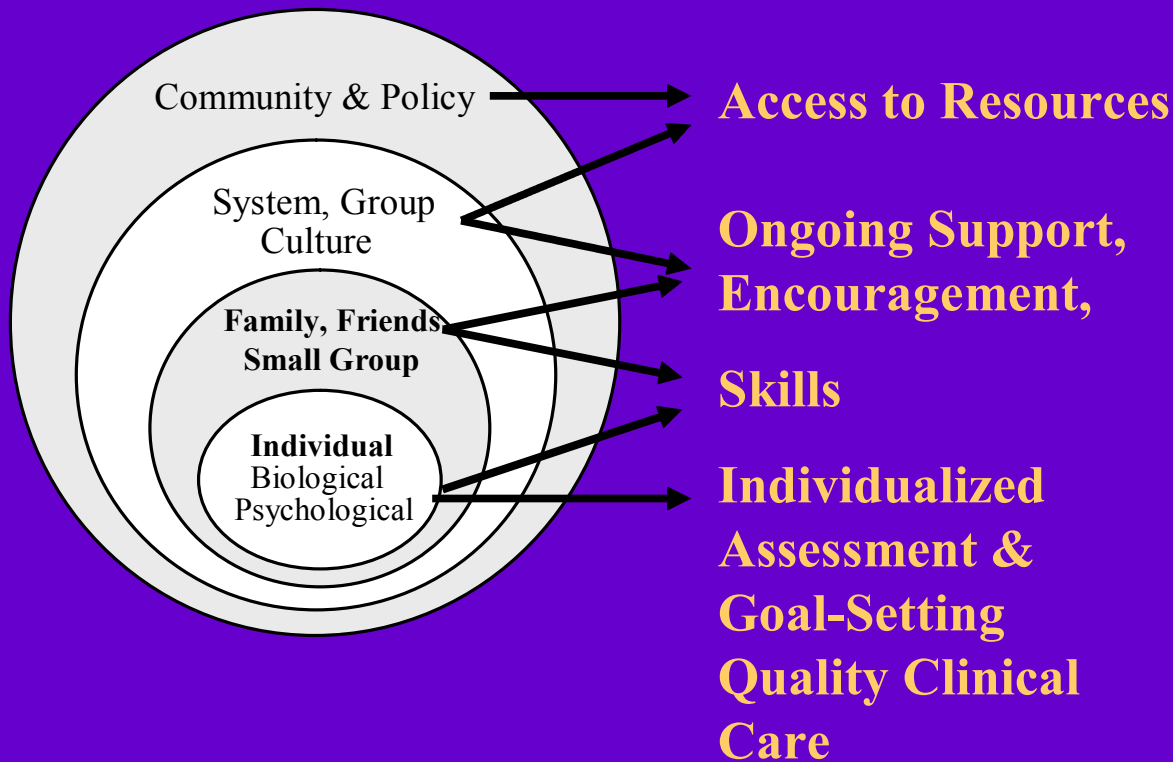 Community & Policy
System, Group
Culture
Family, Friends
Small Group
Individual
Biological
Psychological
Access to Resources
Ongoing Support,
Encouragement,
Skills
Individualized
Assessment &
Goal-Setting
Quality Clinical
Care